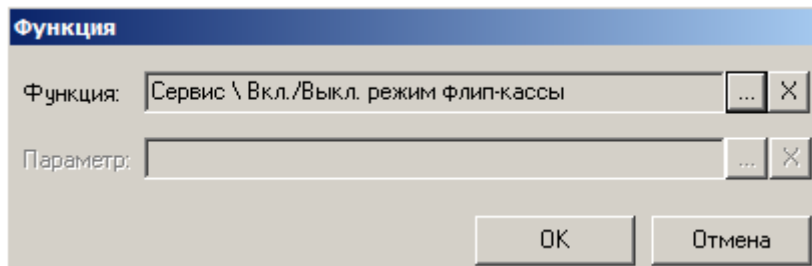 Функция
Функция: Сервис \ Вкл./Выкл. режим флип-кассы ... X
Параметр: ... X
OK Отмена